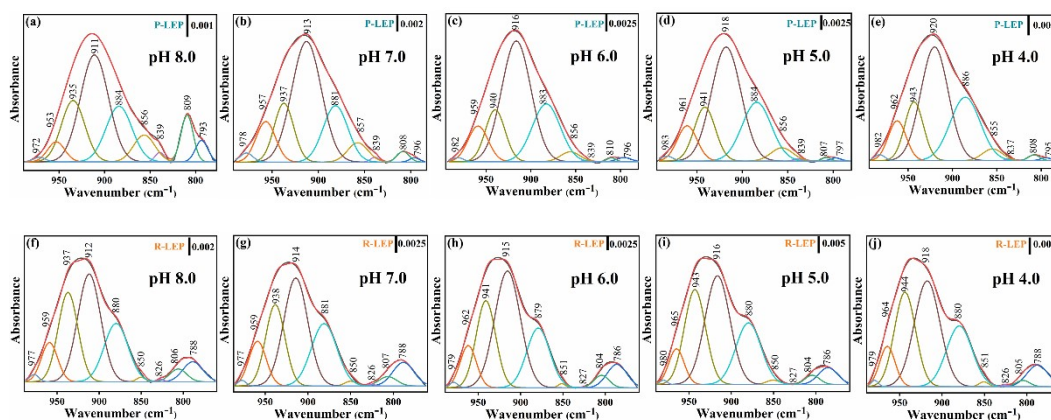 (a) P-LEP 0.001
pH 8.0
972 953 935 911 884 856 839 809 793
Absorbance
950 900 850 800
Wavenumber (cm⁻¹)
(b) P-LEP 0.002
pH 7.0
978 957 937 913 881 857 839 808 796
Absorbance
950 900 850 800
Wavenumber (cm⁻¹)
(c) P-LEP 0.0025
pH 6.0
982 959 940 916 883 856 839 810 796
Absorbance
950 900 850 800
Wavenumber (cm⁻¹)
(d) P-LEP 0.0025
pH 5.0
983 961 941 918 884 856 839 807 797
Absorbance
950 900 850 800
Wavenumber (cm⁻¹)
(e) P-LEP 0.00
pH 4.0
982 962 943 920 886 855 837 808 795
Absorbance
950 900 850 800
Wavenumber (cm⁻¹)
(f) R-LEP 0.002
pH 8.0
977 959 937 912 880 850 826 806 788
Absorbance
950 900 850 800
Wavenumber (cm⁻¹)
(g) R-LEP 0.0025
pH 7.0
977 959 938 914 881 850 826 807 788
Absorbance
950 900 850 800
Wavenumber (cm⁻¹)
(h) R-LEP 0.0025
pH 6.0
979 962 941 915 879 851 827 804 786
Absorbance
950 900 850 800
Wavenumber (cm⁻¹)
(i) R-LEP 0.005
pH 5.0
980 965 943 916 880 850 827 804 786
Absorbance
950 900 850 800
Wavenumber (cm⁻¹)
(j) R-LEP 0.00
pH 4.0
979 964 944 918 880 851 826 805 788
Absorbance
950 900 850 800
Wavenumber (cm⁻¹)